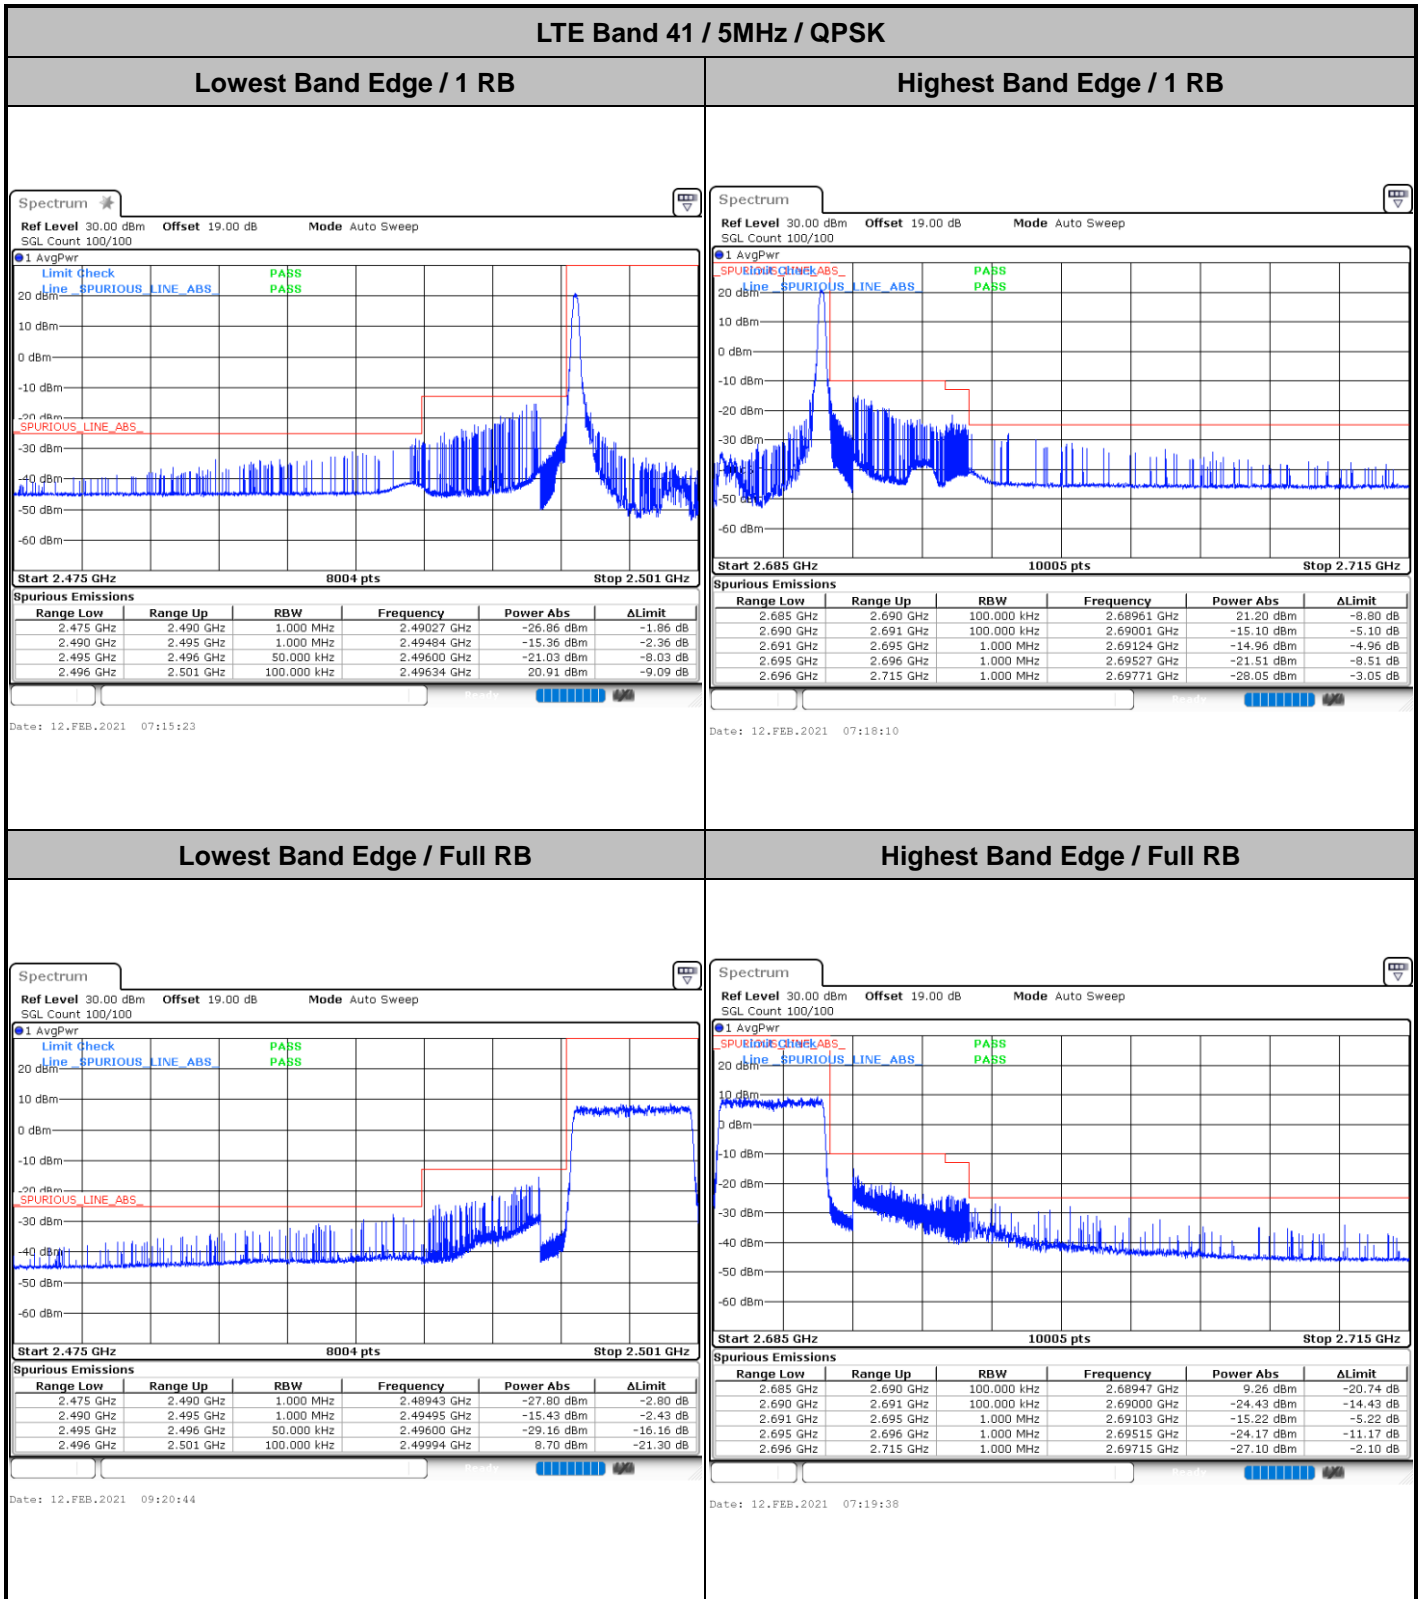 LTE Band 41 / 5MHz / QPSK
Lowest Band Edge / 1 RB
Highest Band Edge / 1 RB
Spectrum
Ref Level 30.00 dBm Offset 19.00 dB Mode Auto Sweep
SGL Count 100/100
1 AvgPwr
Limit Check PASS
Line _SPURIOUS_LINE_ABS_ PASS
20 dBm
10 dBm
0 dBm
-10 dBm
-20 dBm
_SPURIOUS_LINE_ABS_
-30 dBm
-40 dBm
-50 dBm
-60 dBm
Start 2.475 GHz 8004 pts Stop 2.501 GHz
Spurious Emissions
Range Low Range Up RBW Frequency Power Abs ΔLimit
2.475 GHz 2.490 GHz 1.000 MHz 2.49027 GHz -26.86 dBm -1.86 dB
2.490 GHz 2.495 GHz 1.000 MHz 2.49484 GHz -15.36 dBm -2.36 dB
2.495 GHz 2.496 GHz 50.000 kHz 2.49600 GHz -21.03 dBm -8.03 dB
2.496 GHz 2.501 GHz 100.000 kHz 2.49634 GHz 20.91 dBm -9.09 dB
Ready
Date: 12.FEB.2021 07:15:23
Spectrum
Ref Level 30.00 dBm Offset 19.00 dB Mode Auto Sweep
SGL Count 100/100
1 AvgPwr
_SPURIOUS_LINE_ABS_
Limit Check PASS
Line _SPURIOUS_LINE_ABS_ PASS
20 dBm
10 dBm
0 dBm
-10 dBm
-20 dBm
-30 dBm
-50 dBm
-60 dBm
Start 2.685 GHz 10005 pts Stop 2.715 GHz
Spurious Emissions
Range Low Range Up RBW Frequency Power Abs ΔLimit
2.685 GHz 2.690 GHz 100.000 kHz 2.68961 GHz 21.20 dBm -8.80 dB
2.690 GHz 2.691 GHz 100.000 kHz 2.69001 GHz -15.10 dBm -5.10 dB
2.691 GHz 2.695 GHz 1.000 MHz 2.69124 GHz -14.96 dBm -4.96 dB
2.695 GHz 2.696 GHz 1.000 MHz 2.69527 GHz -21.51 dBm -8.51 dB
2.696 GHz 2.715 GHz 1.000 MHz 2.69771 GHz -28.05 dBm -3.05 dB
Ready
Date: 12.FEB.2021 07:18:10
Lowest Band Edge / Full RB
Highest Band Edge / Full RB
Spectrum
Ref Level 30.00 dBm Offset 19.00 dB Mode Auto Sweep
SGL Count 100/100
1 AvgPwr
Limit Check PASS
Line _SPURIOUS_LINE_ABS_ PASS
20 dBm
10 dBm
0 dBm
-10 dBm
-20 dBm
_SPURIOUS_LINE_ABS_
-30 dBm
-40 dBm
-50 dBm
-60 dBm
Start 2.475 GHz 8004 pts Stop 2.501 GHz
Spurious Emissions
Range Low Range Up RBW Frequency Power Abs ΔLimit
2.475 GHz 2.490 GHz 1.000 MHz 2.48943 GHz -27.80 dBm -2.80 dB
2.490 GHz 2.495 GHz 1.000 MHz 2.49495 GHz -15.43 dBm -2.43 dB
2.495 GHz 2.496 GHz 50.000 kHz 2.49600 GHz -29.16 dBm -16.16 dB
2.496 GHz 2.501 GHz 100.000 kHz 2.49994 GHz 8.70 dBm -21.30 dB
Ready
Date: 12.FEB.2021 09:20:44
Spectrum
Ref Level 30.00 dBm Offset 19.00 dB Mode Auto Sweep
SGL Count 100/100
1 AvgPwr
_SPURIOUS_LINE_ABS_
Limit Check PASS
Line _SPURIOUS_LINE_ABS_ PASS
20 dBm
10 dBm
0 dBm
-10 dBm
-20 dBm
-30 dBm
-40 dBm
-50 dBm
-60 dBm
Start 2.685 GHz 10005 pts Stop 2.715 GHz
Spurious Emissions
Range Low Range Up RBW Frequency Power Abs ΔLimit
2.685 GHz 2.690 GHz 100.000 kHz 2.68947 GHz 9.26 dBm -20.74 dB
2.690 GHz 2.691 GHz 100.000 kHz 2.69000 GHz -24.43 dBm -14.43 dB
2.691 GHz 2.695 GHz 1.000 MHz 2.69103 GHz -15.22 dBm -5.22 dB
2.695 GHz 2.696 GHz 1.000 MHz 2.69515 GHz -24.17 dBm -11.17 dB
2.696 GHz 2.715 GHz 1.000 MHz 2.69715 GHz -27.10 dBm -2.10 dB
Ready
Date: 12.FEB.2021 07:19:38